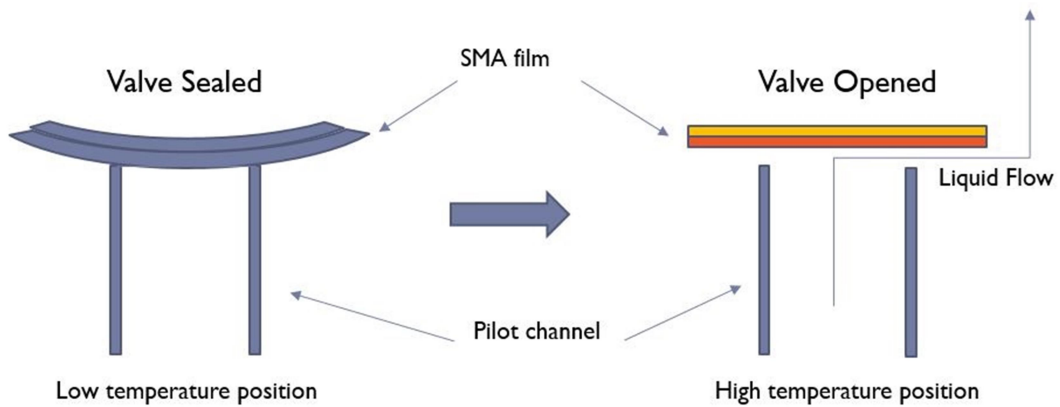 SMA film
Valve Sealed
Valve Opened
Liquid Flow
Pilot channel
Low temperature position
High temperature position